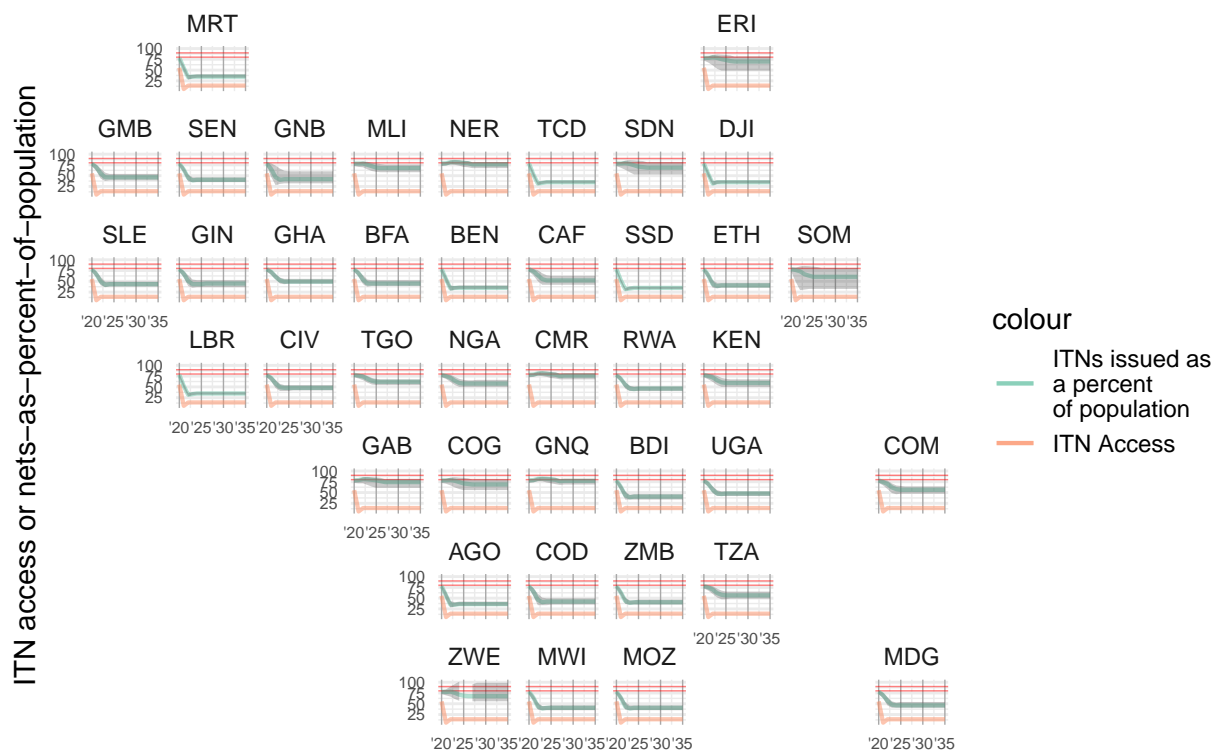 MRT ERI
100
75
50
25
GMB SEN GNB MLI NER TCD SDN DJI
100
75
50
25
SLE GIN GHA BFA BEN CAF SSD ETH SOM
100
75
50
25
'20'25'30'35 '20'25'30'35
LBR CIV TGO NGA CMR RWA KEN
100
75
50
25
'20'25'30'35'20'25'30'35
GAB COG GNQ BDI UGA COM
100
75
50
25
'20'25'30'35
AGO COD ZMB TZA
100
75
50
25
'20'25'30'35
ZWE MWI MOZ MDG
100
75
50
25
'20'25'30'35'20'25'30'35'20'25'30'35 '20'25'30'35
ITN access or nets−as−percent−of−population
colour
ITNs issued as
a percent
of population
ITN Access